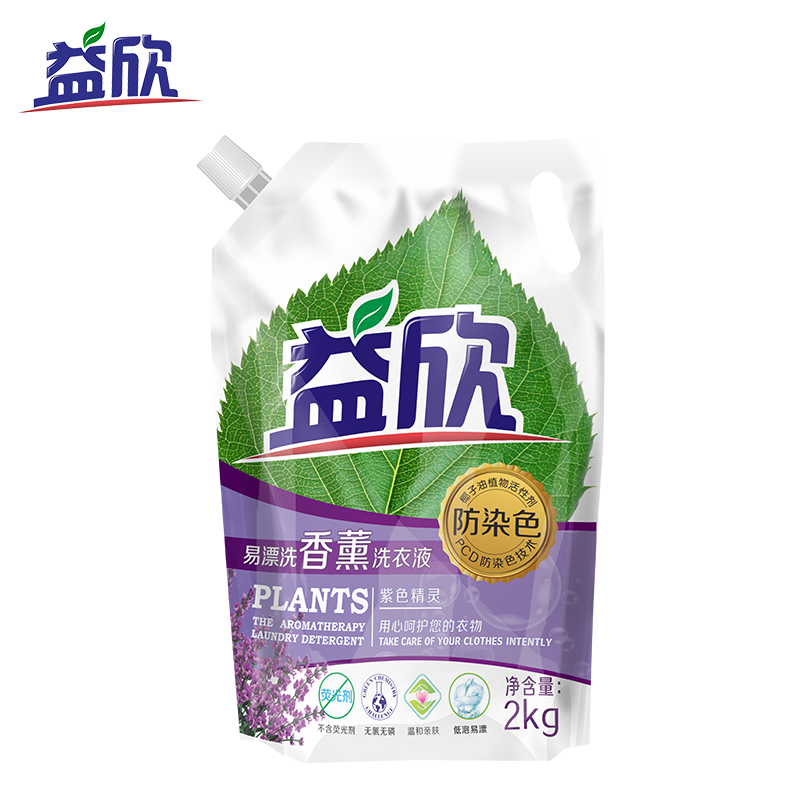 益欣
益欣
椰子油植物活性剂
防染色
PCD防染色技术
易漂洗香薰洗衣液
PLANTS
THE AROMATHERAPY
LAUNDRY DETERGENT
紫色精灵
用心呵护您的衣物
TAKE CARE OF YOUR CLOTHES INTENTLY
荧光剂
GREEN CHEMISTRY
CHALLENGE
不含荧光剂
无氯无磷
温和亲肤
低泡易漂
净含量:
2kg